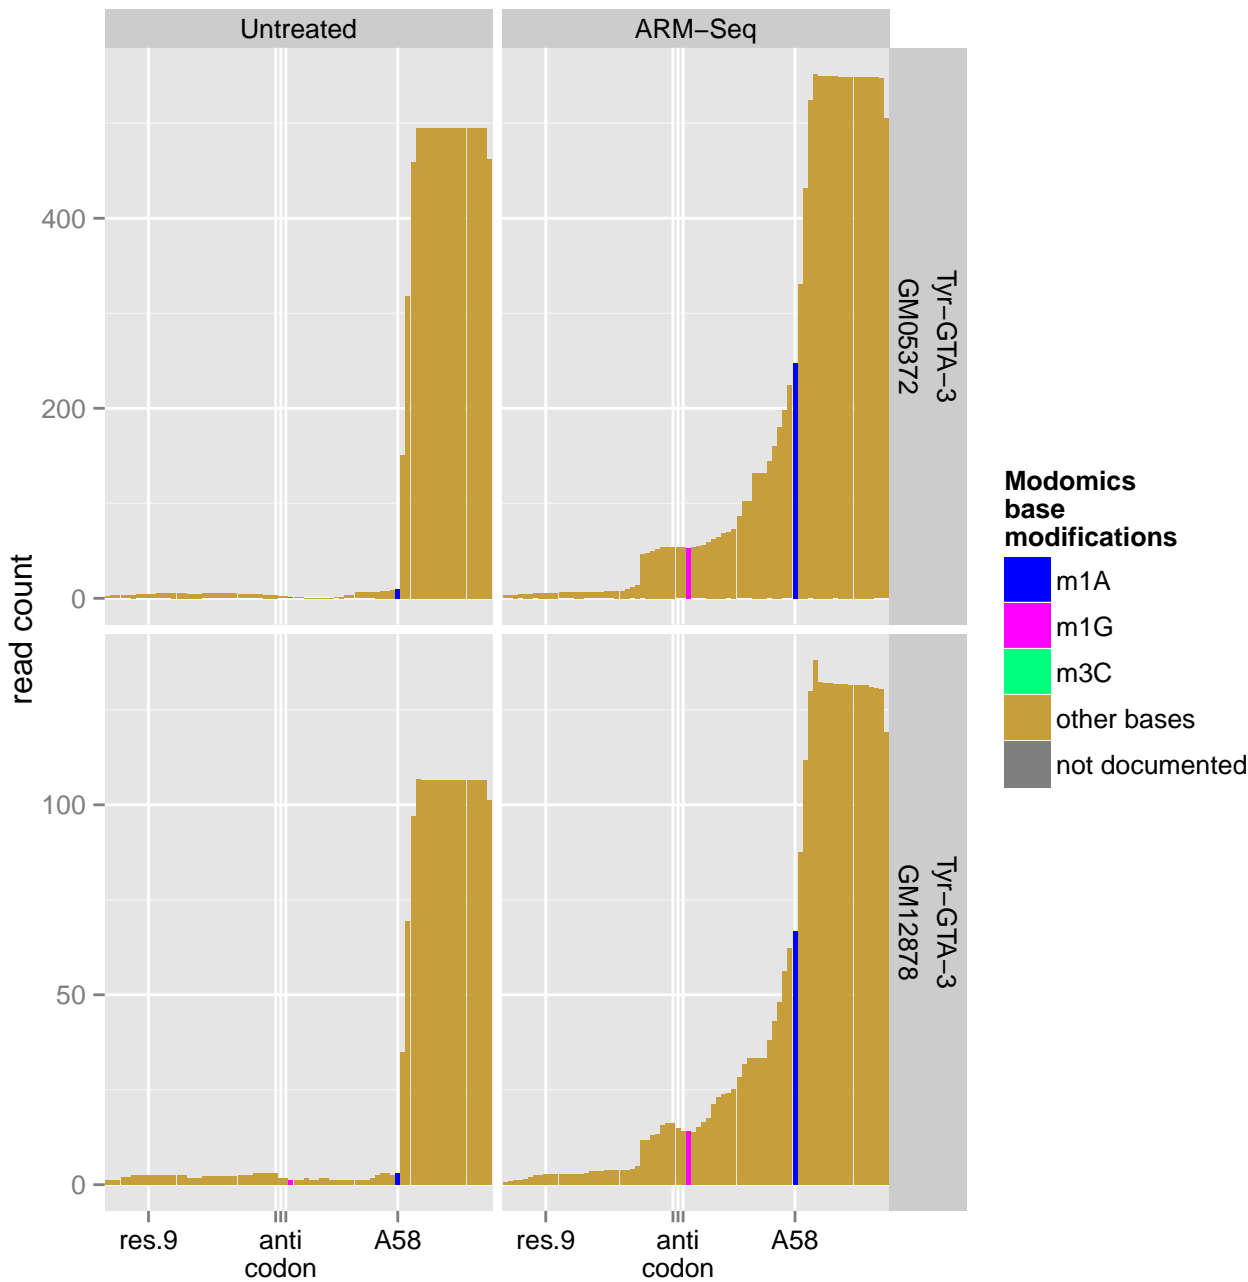 Untreated
ARM−Seq
read count
400
200
0
Tyr−GTA−3
GM05372
100
50
0
Tyr−GTA−3
GM12878
res.9
anti
codon
A58
res.9
anti
codon
A58
Modomics
base
modifications
m1A
m1G
m3C
other bases
not documented